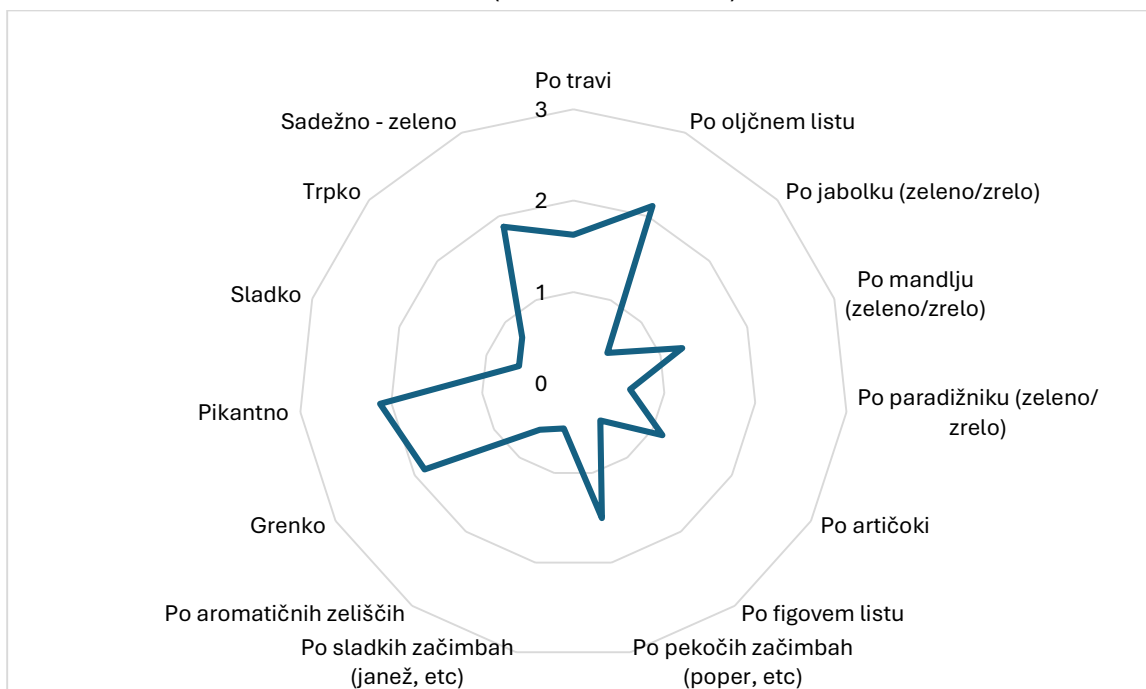 Po travi
3
Sadežno - zeleno
Po oljčnem listu
Trpko
Po jabolku (zeleno/zrelo)
2
Sladko
Po mandlju
(zeleno/zrelo)
1
0
Pikantno
Po paradižniku (zeleno/
zrelo)
Grenko
Po artičoki
Po aromatičnih zeliščih
Po figovem listu
Po sladkih začimbah
(janež, etc)
Po pekočih začimbah
(poper, etc)